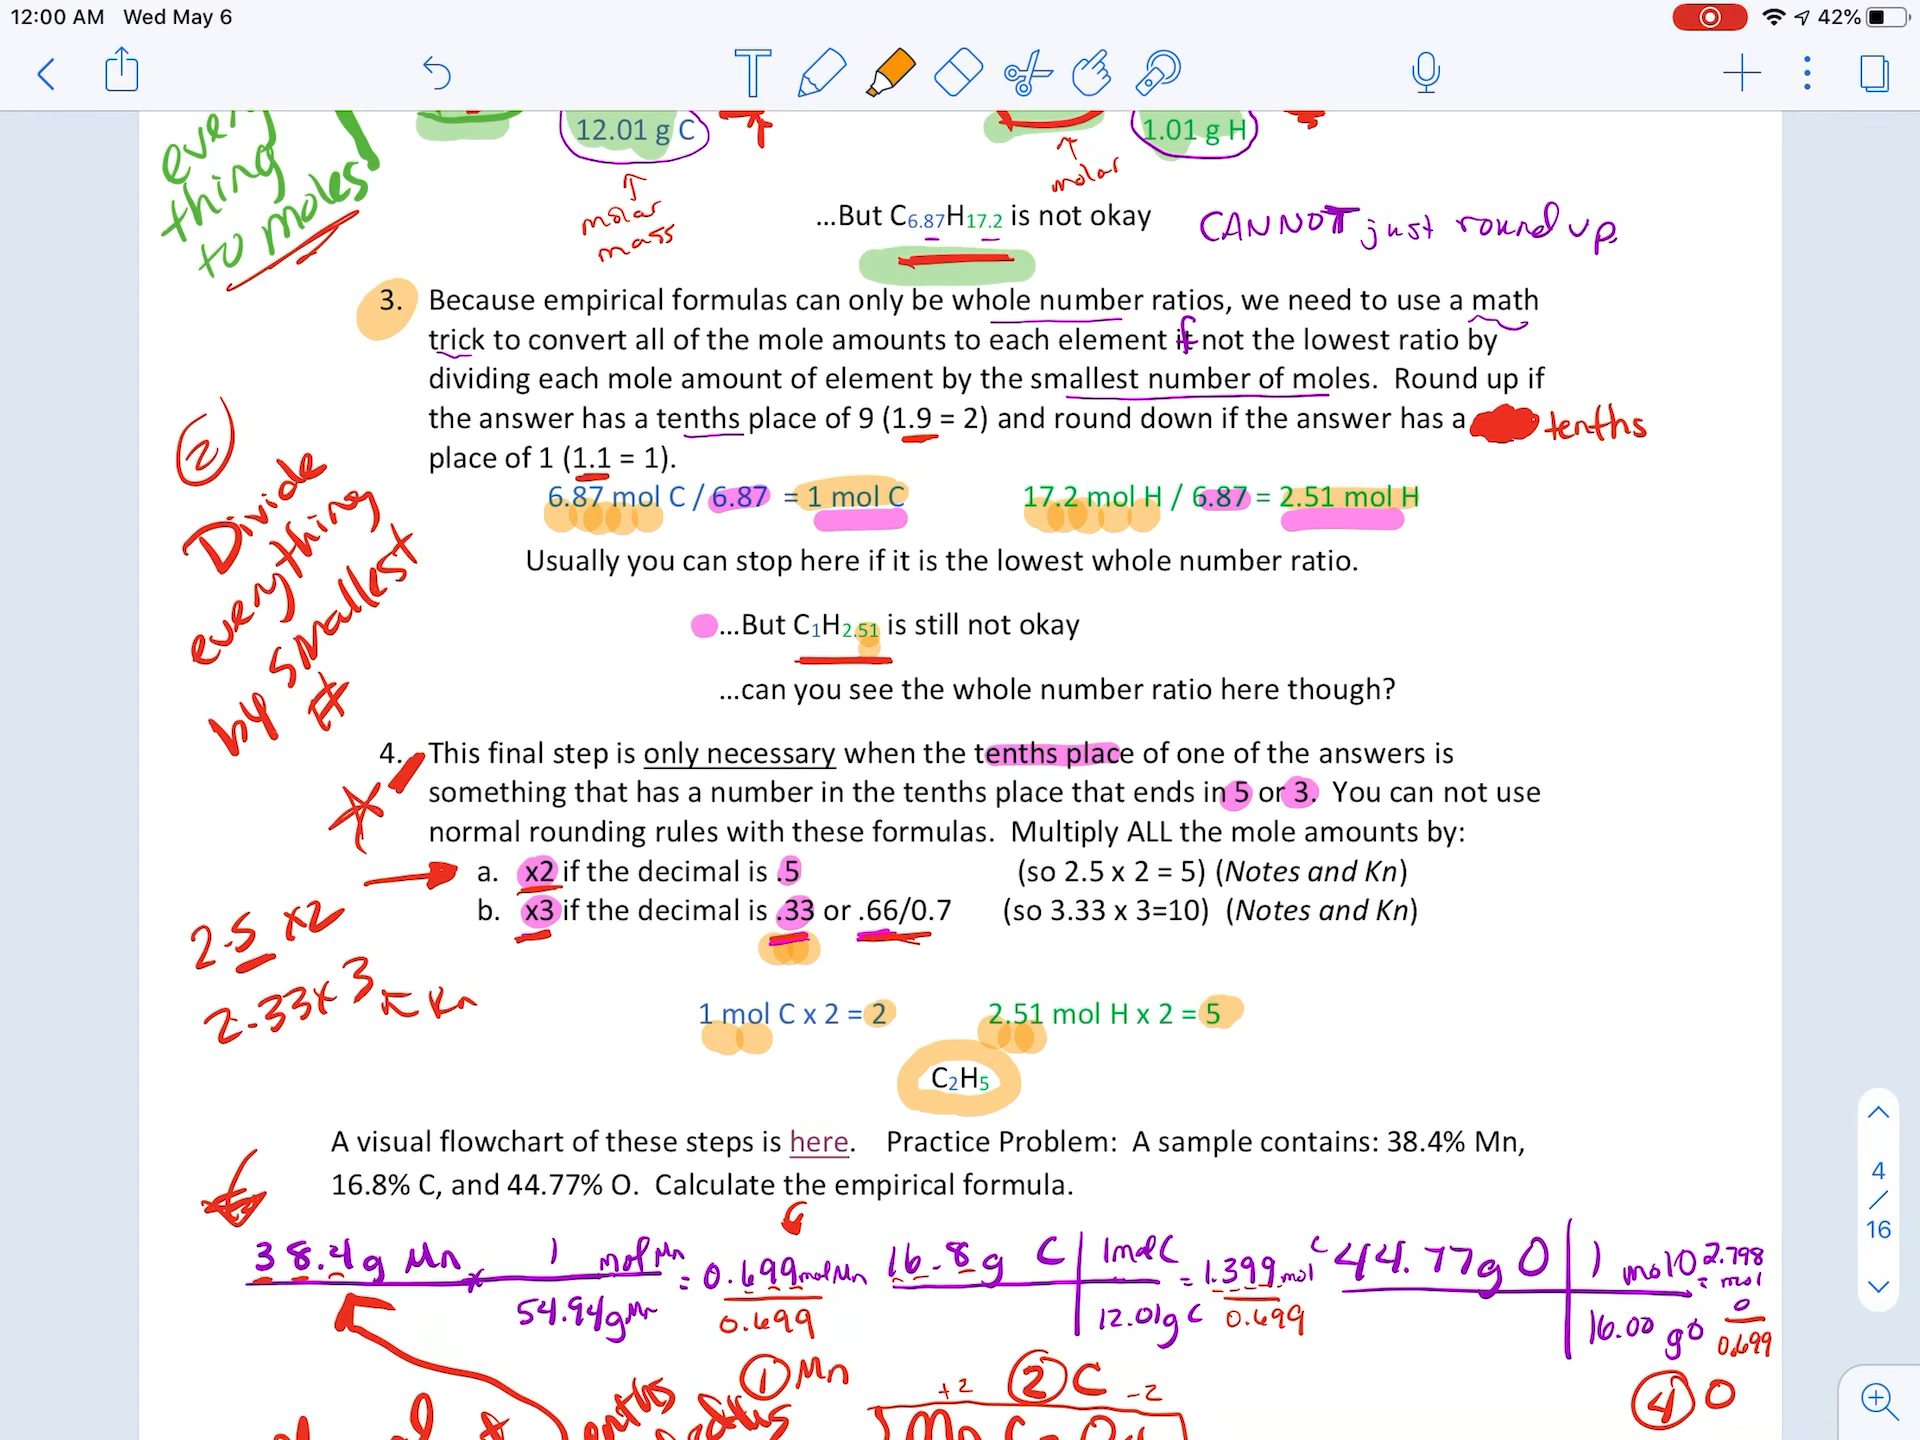 12:00 AM Wed May 6
42%
every
thing
to moles
12.01 g C
1.01 g H
molar
mass
molar
...But C6.87H17.2 is not okay
CANNOT just round up.
3. Because empirical formulas can only be whole number ratios, we need to use a math
trick to convert all of the mole amounts to each element if not the lowest ratio by
dividing each mole amount of element by the smallest number of moles. Round up if
the answer has a tenths place of 9 (1.9 = 2) and round down if the answer has a tenths
place of 1 (1.1 = 1).
6.87 mol C / 6.87 = 1 mol C
17.2 mol H / 6.87 = 2.51 mol H
2
Divide
everything
by smallest
#
Usually you can stop here if it is the lowest whole number ratio.
...But C1H2.51 is still not okay
...can you see the whole number ratio here though?
4. This final step is only necessary when the tenths place of one of the answers is
something that has a number in the tenths place that ends in 5 or 3. You can not use
normal rounding rules with these formulas. Multiply ALL the mole amounts by:
a. x2 if the decimal is .5 (so 2.5 x 2 = 5) (Notes and Kn)
b. x3 if the decimal is .33 or .66/0.7 (so 3.33 x 3=10) (Notes and Kn)
2.5 x2
2.33x3 Kn
1 mol C x 2 = 2
2.51 mol H x 2 = 5
C2H5
A visual flowchart of these steps is here. Practice Problem: A sample contains: 38.4% Mn,
16.8% C, and 44.77% O. Calculate the empirical formula.
38.4g Mn x 1 mol Mn = 0.699 mol Mn
54.94g Mn 0.699
16.8g C 1 mol C = 1.399 mol C
12.01g C 0.699
44.77g O 1 mol O = 2.798 mol O
16.00 g O 0.699
1 Mn
2 C
4 O
+2 -2
tenths
4
/
16